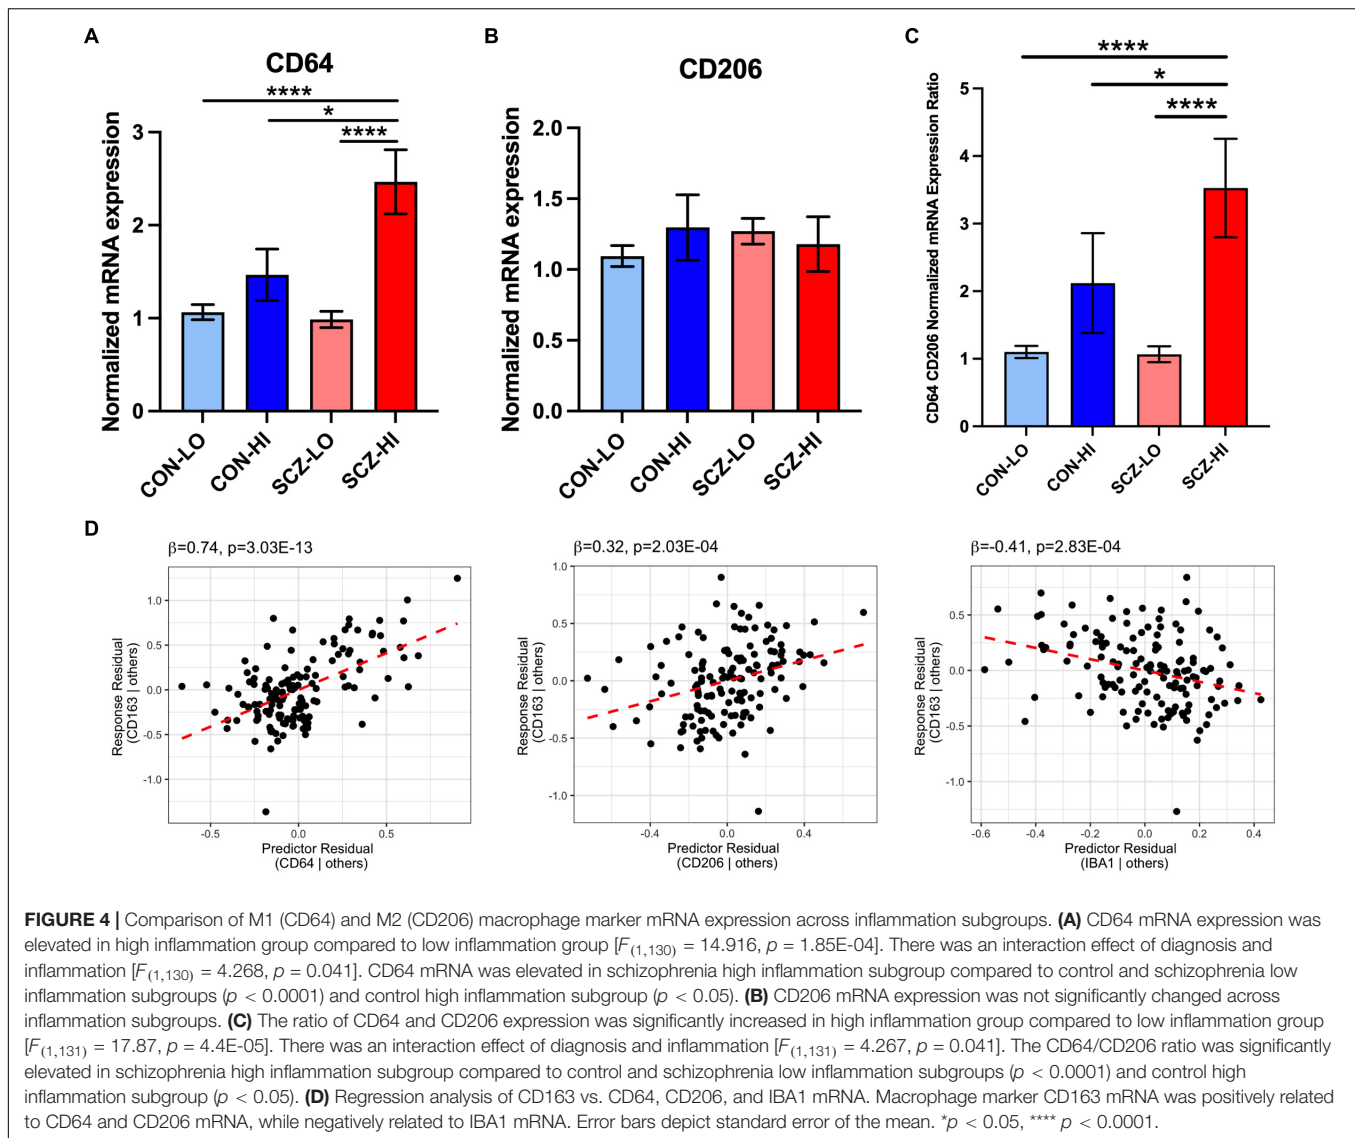 A
CD64
****
*
****
Normalized mRNA expression
3
2
1
0
CON-LO
CON-HI
SCZ-LO
SCZ-HI
B
CD206
Normalized mRNA expression
2.0
1.5
1.0
0.5
0.0
CON-LO
CON-HI
SCZ-LO
SCZ-HI
C
****
*
****
CD64 CD206 Normalized mRNA Expression Ratio
5
4
3
2
1
0
CON-LO
CON-HI
SCZ-LO
SCZ-HI
D
β=0.74, p=3.03E-13
Response Residual
(CD163 | others)
1.0
0.5
0.0
-0.5
-1.0
-0.5
0.0
0.5
Predictor Residual
(CD64 | others)
β=0.32, p=2.03E-04
Response Residual
(CD163 | others)
1.0
0.5
0.0
-0.5
-1.0
-0.4
0.0
0.4
Predictor Residual
(CD206 | others)
β=-0.41, p=2.83E-04
Response Residual
(CD163 | others)
0.5
0.0
-0.5
-1.0
-0.6
-0.4
-0.2
0.0
0.2
0.4
Predictor Residual
(IBA1 | others)
FIGURE 4 | Comparison of M1 (CD64) and M2 (CD206) macrophage marker mRNA expression across inflammation subgroups. (A) CD64 mRNA expression was
elevated in high inflammation group compared to low inflammation group [F(1,130) = 14.916, p = 1.85E-04]. There was an interaction effect of diagnosis and
inflammation [F(1,130) = 4.268, p = 0.041]. CD64 mRNA was elevated in schizophrenia high inflammation subgroup compared to control and schizophrenia low
inflammation subgroups (p < 0.0001) and control high inflammation subgroup (p < 0.05). (B) CD206 mRNA expression was not significantly changed across
inflammation subgroups. (C) The ratio of CD64 and CD206 expression was significantly increased in high inflammation group compared to low inflammation group
[F(1,131) = 17.87, p = 4.4E-05]. There was an interaction effect of diagnosis and inflammation [F(1,131) = 4.267, p = 0.041]. The CD64/CD206 ratio was significantly
elevated in schizophrenia high inflammation subgroup compared to control and schizophrenia low inflammation subgroups (p < 0.0001) and control high
inflammation subgroup (p < 0.05). (D) Regression analysis of CD163 vs. CD64, CD206, and IBA1 mRNA. Macrophage marker CD163 mRNA was positively related
to CD64 and CD206 mRNA, while negatively related to IBA1 mRNA. Error bars depict standard error of the mean. *p < 0.05, **** p < 0.0001.